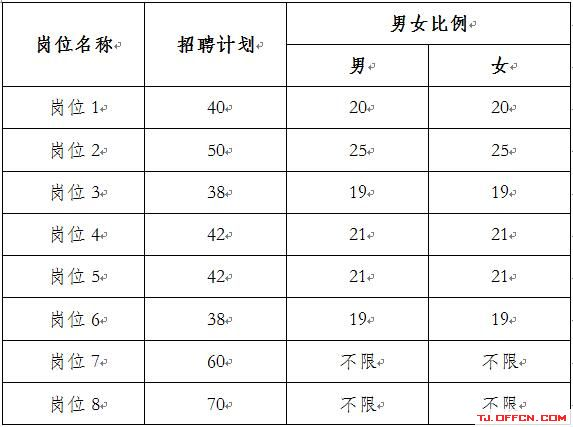 岗位名称 招聘计划 男女比例
男 女
岗位 1 40 20 20
岗位 2 50 25 25
岗位 3 38 19 19
岗位 4 42 21 21
岗位 5 42 21 21
岗位 6 38 19 19
岗位 7 60 不限 不限
岗位 8 70 不限 不限
TJ.OFFCN.COM